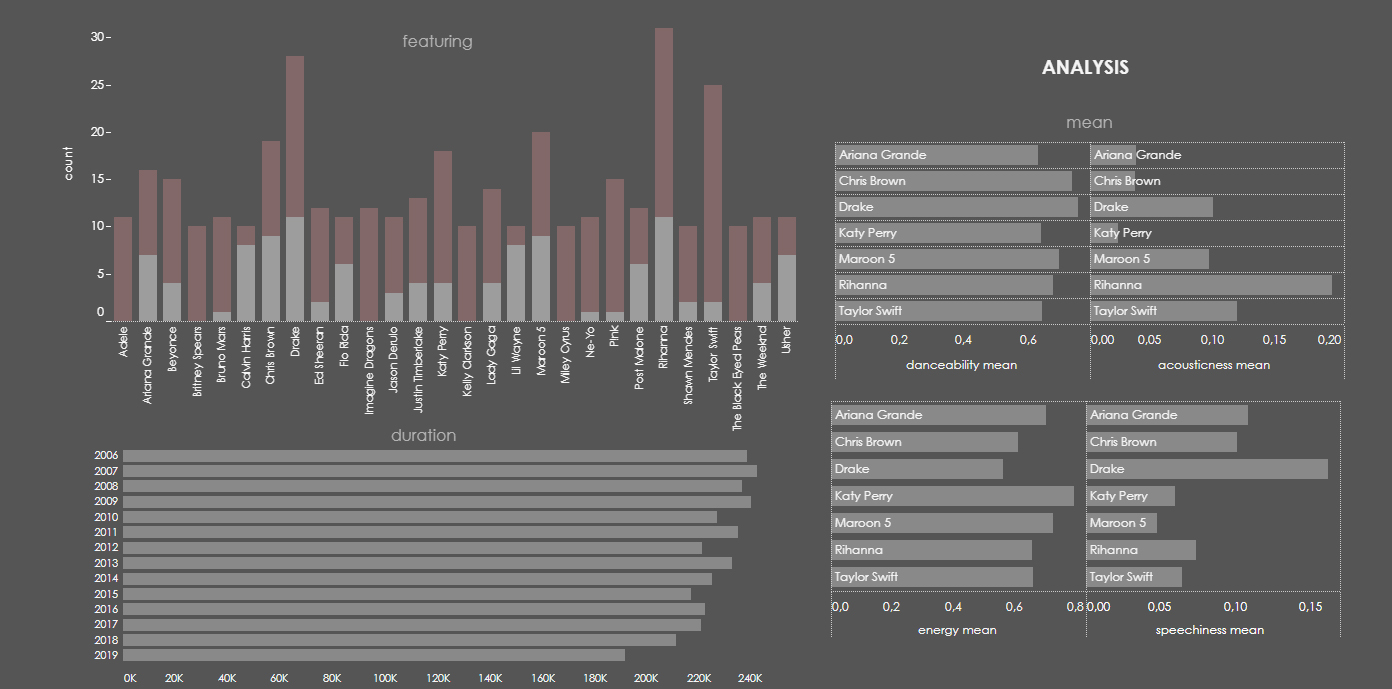 featuring
count
30
25
20
15
10
5
0
Adele
Ariana Grande
Beyonce
Britney Spears
Bruno Mars
Calvin Harris
Chris Brown
Drake
Ed Sheeran
Flo Rida
Imagine Dragons
Jason Derulo
Justin Timberlake
Katy Perry
Kelly Clarkson
Lady Gaga
Lil Wayne
Maroon 5
Miley Cyrus
Ne-Yo
P!nk
Post Malone
Rihanna
Shawn Mendes
Taylor Swift
The Black Eyed Peas
The Weeknd
Usher
duration
2006
2007
2008
2009
2010
2011
2012
2013
2014
2015
2016
2017
2018
2019
0K 20K 40K 60K 80K 100K 120K 140K 160K 180K 200K 220K 240K
ANALYSIS
mean
Ariana Grande Ariana Grande
Chris Brown Chris Brown
Drake Drake
Katy Perry Katy Perry
Maroon 5 Maroon 5
Rihanna Rihanna
Taylor Swift Taylor Swift
0,0 0,2 0,4 0,6 0,00 0,05 0,10 0,15 0,20
danceability mean acousticness mean
Ariana Grande Ariana Grande
Chris Brown Chris Brown
Drake Drake
Katy Perry Katy Perry
Maroon 5 Maroon 5
Rihanna Rihanna
Taylor Swift Taylor Swift
0,0 0,2 0,4 0,6 0,8 0,00 0,05 0,10 0,15
energy mean speechiness mean